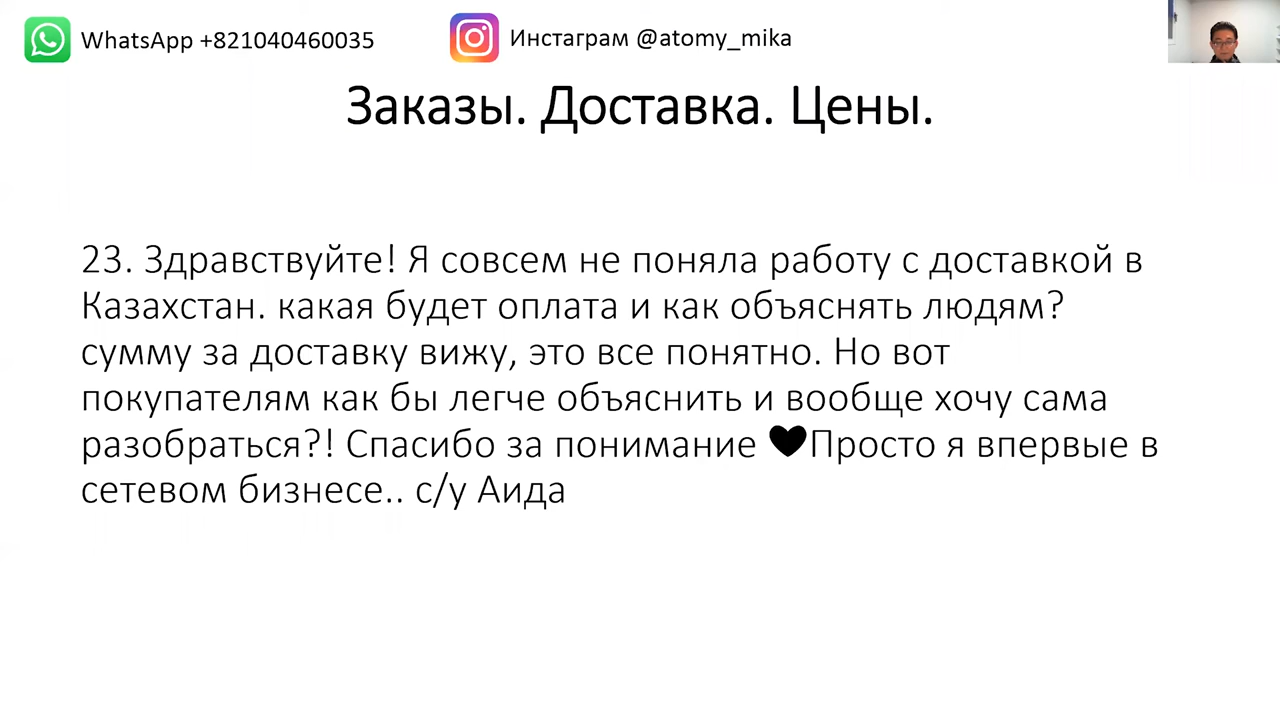 WhatsApp +821040460035
Инстаграм @atomy_mika
Заказы. Доставка. Цены.
23. Здравствуйте! Я совсем не поняла работу с доставкой в
Казахстан. какая будет оплата и как объяснять людям?
сумму за доставку вижу, это все понятно. Но вот
покупателям как бы легче объяснить и вообще хочу сама
разобраться?! Спасибо за понимание ♥Просто я впервые в
сетевом бизнесе.. с/у Аида